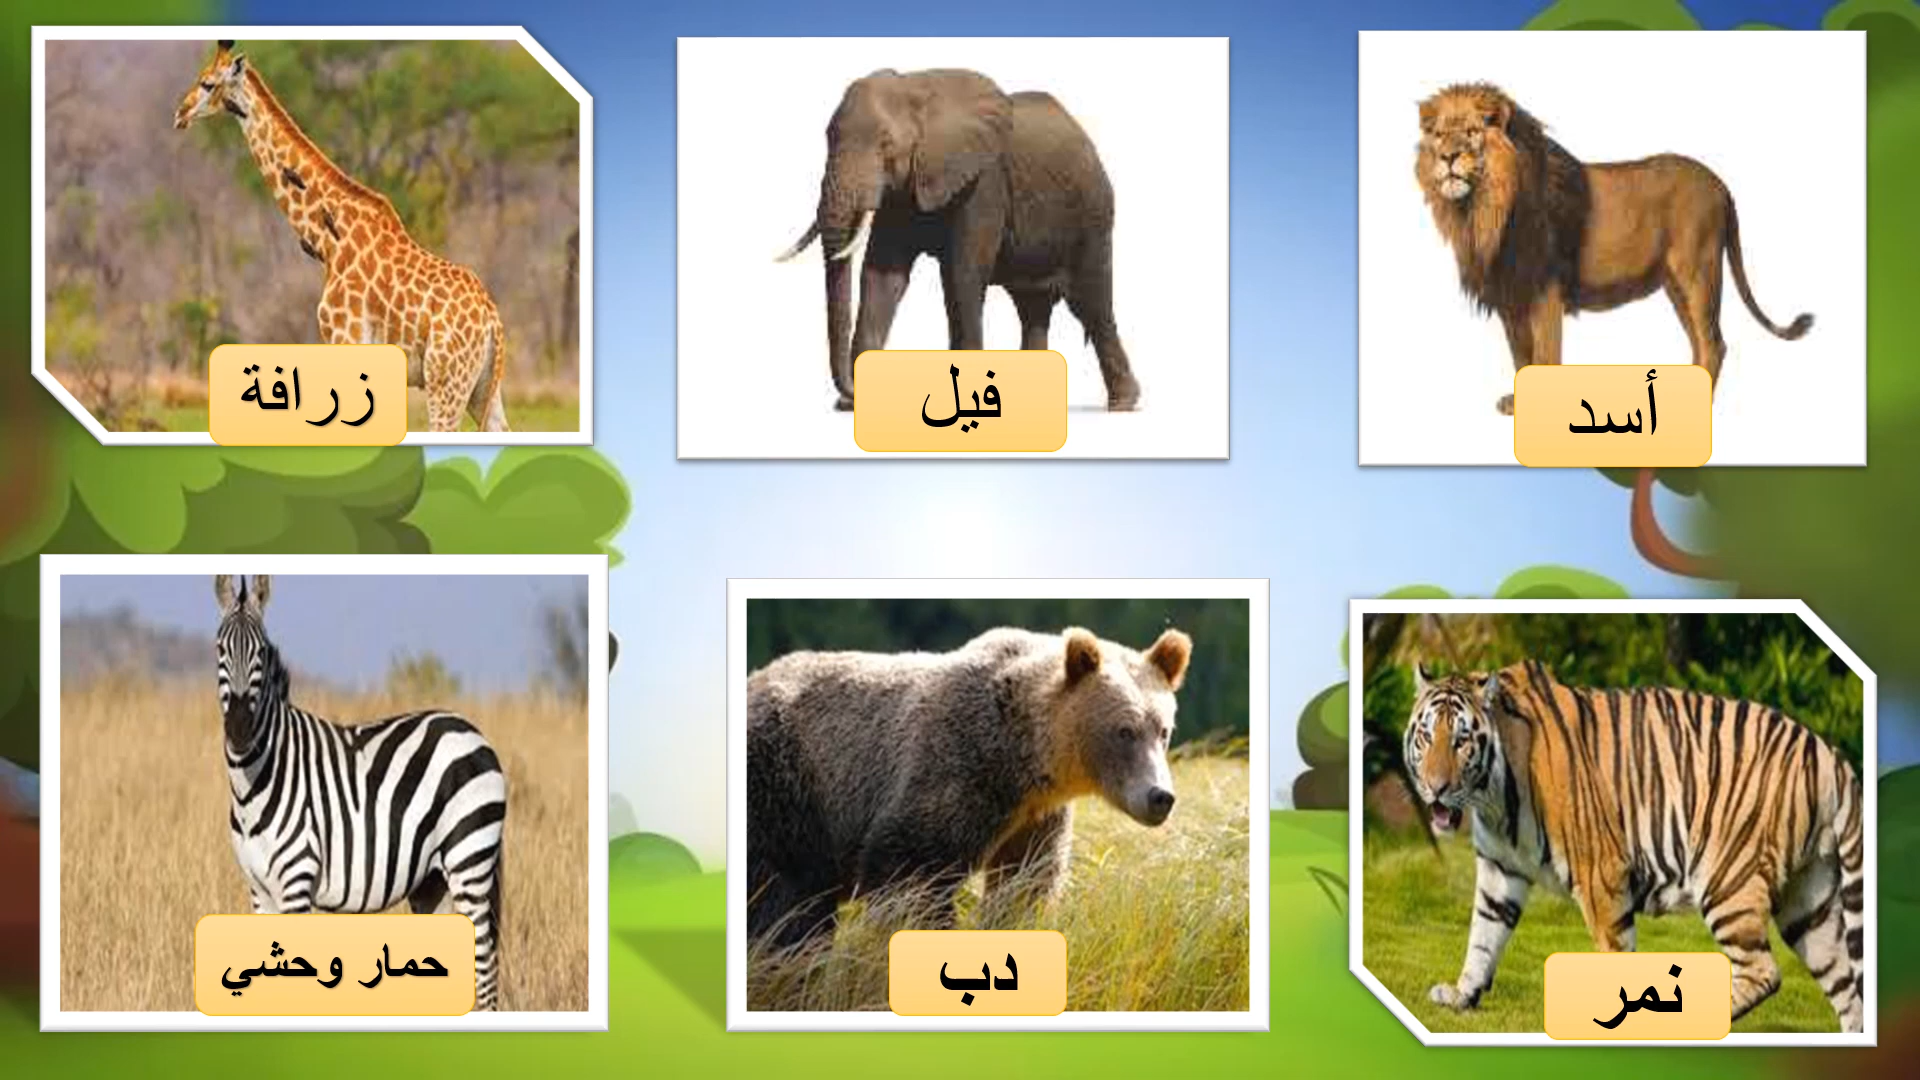 أسد
فيل
زرافة
نمر
دب
حمار وحشي